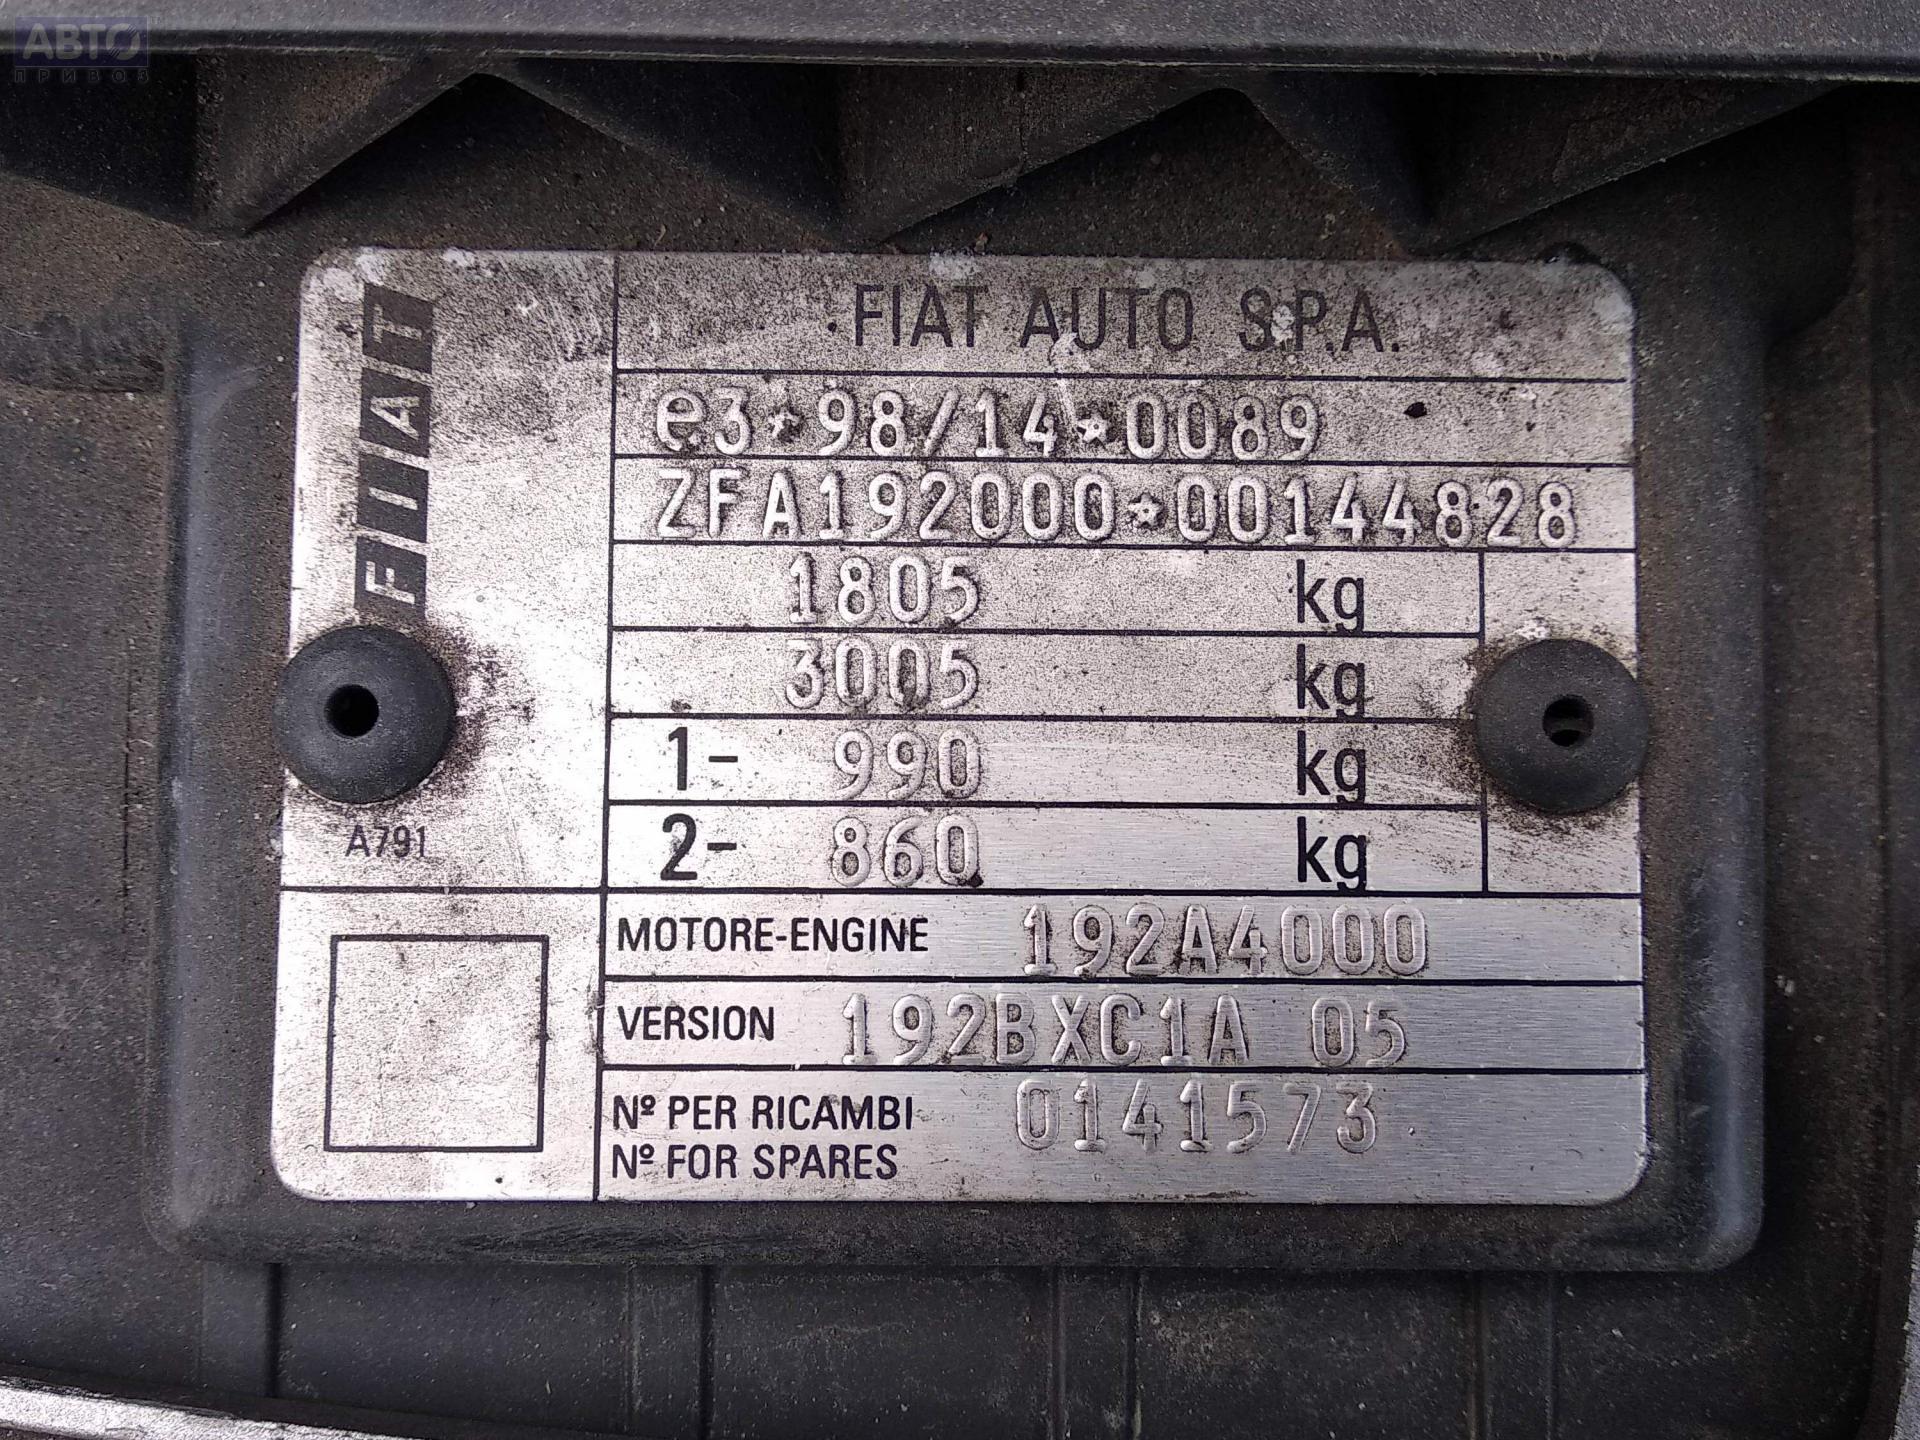 АВТО
ПРИВОЗ
FIAT
FIAT AUTO S.P.A.
e3*98/14*0089
ZFA192000*00144828
1805 kg
3005 kg
1- 990 kg
2- 860 kg
A791
MOTORE-ENGINE 192A4000
VERSION 192BXC1A 05
Nº PER RICAMBI 0141573
Nº FOR SPARES